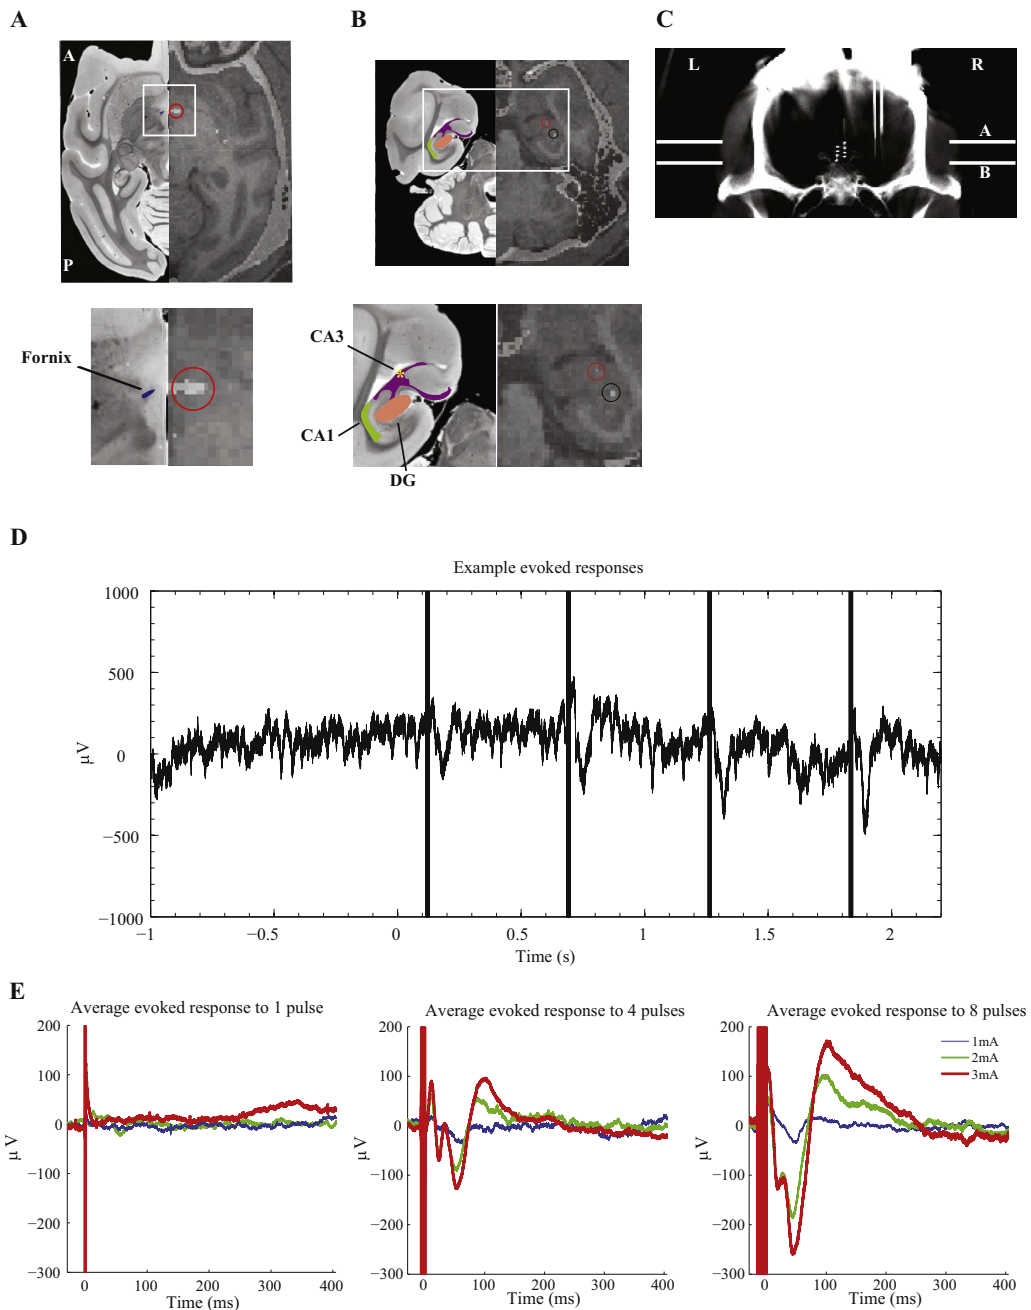 A
B
C
A
P
L
R
A
B
Fornix
CA3
*
CA1
DG
D
Example evoked responses
1000
500
0
−500
−1000
μV
−1
−0.5
0
0.5
1
1.5
2
Time (s)
E
Average evoked response to 1 pulse
200
100
0
−100
−200
−300
μV
0
100
200
300
400
Time (ms)
Average evoked response to 4 pulses
200
100
0
−100
−200
−300
μV
0
100
200
300
400
Time (ms)
Average evoked response to 8 pulses
200
100
0
−100
−200
−300
μV
0
100
200
300
400
Time (ms)
1mA
2mA
3mA